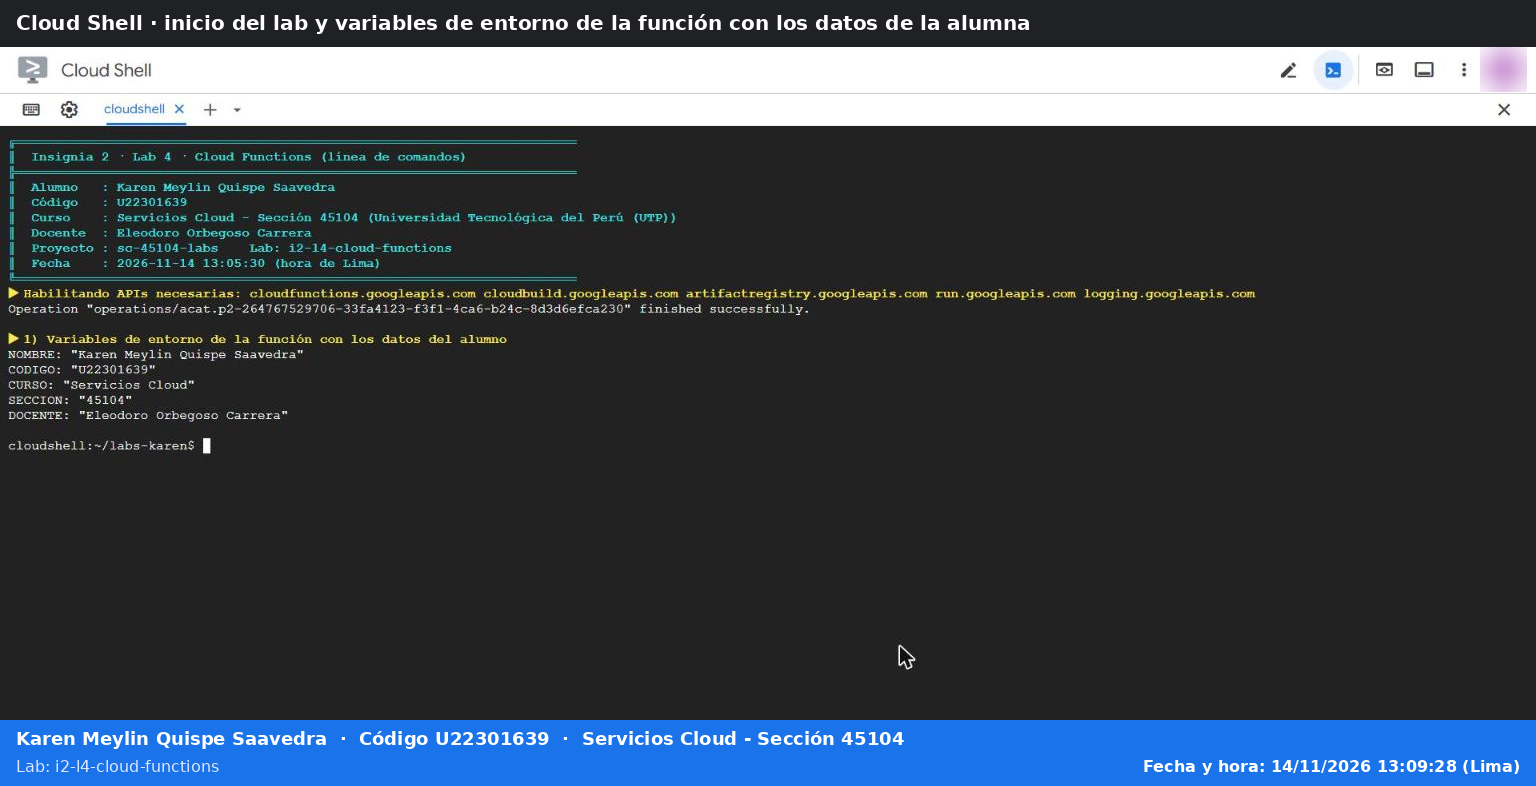 Cloud Shell · inicio del lab y variables de entorno de la función con los datos de la alumna
Cloud Shell
cloudshell
Insignia 2 · Lab 4 · Cloud Functions (línea de comandos)
Alumno : Karen Meylin Quispe Saavedra
Código : U22301639
Curso : Servicios Cloud - Sección 45104 (Universidad Tecnológica del Perú (UTP))
Docente : Eleodoro Orbegoso Carrera
Proyecto : sc-45104-labs Lab: i2-l4-cloud-functions
Fecha : 2026-11-14 13:05:30 (hora de Lima)
▶ Habilitando APIs necesarias: cloudfunctions.googleapis.com cloudbuild.googleapis.com artifactregistry.googleapis.com run.googleapis.com logging.googleapis.com
Operation "operations/acat.p2-264767529706-33fa4123-f3f1-4ca6-b24c-8d3d6efca230" finished successfully.
▶ 1) Variables de entorno de la función con los datos del alumno
NOMBRE: "Karen Meylin Quispe Saavedra"
CODIGO: "U22301639"
CURSO: "Servicios Cloud"
SECCION: "45104"
DOCENTE: "Eleodoro Orbegoso Carrera"
cloudshell:~/labs-karen$
Karen Meylin Quispe Saavedra · Código U22301639 · Servicios Cloud - Sección 45104
Lab: i2-l4-cloud-functions
Fecha y hora: 14/11/2026 13:09:28 (Lima)